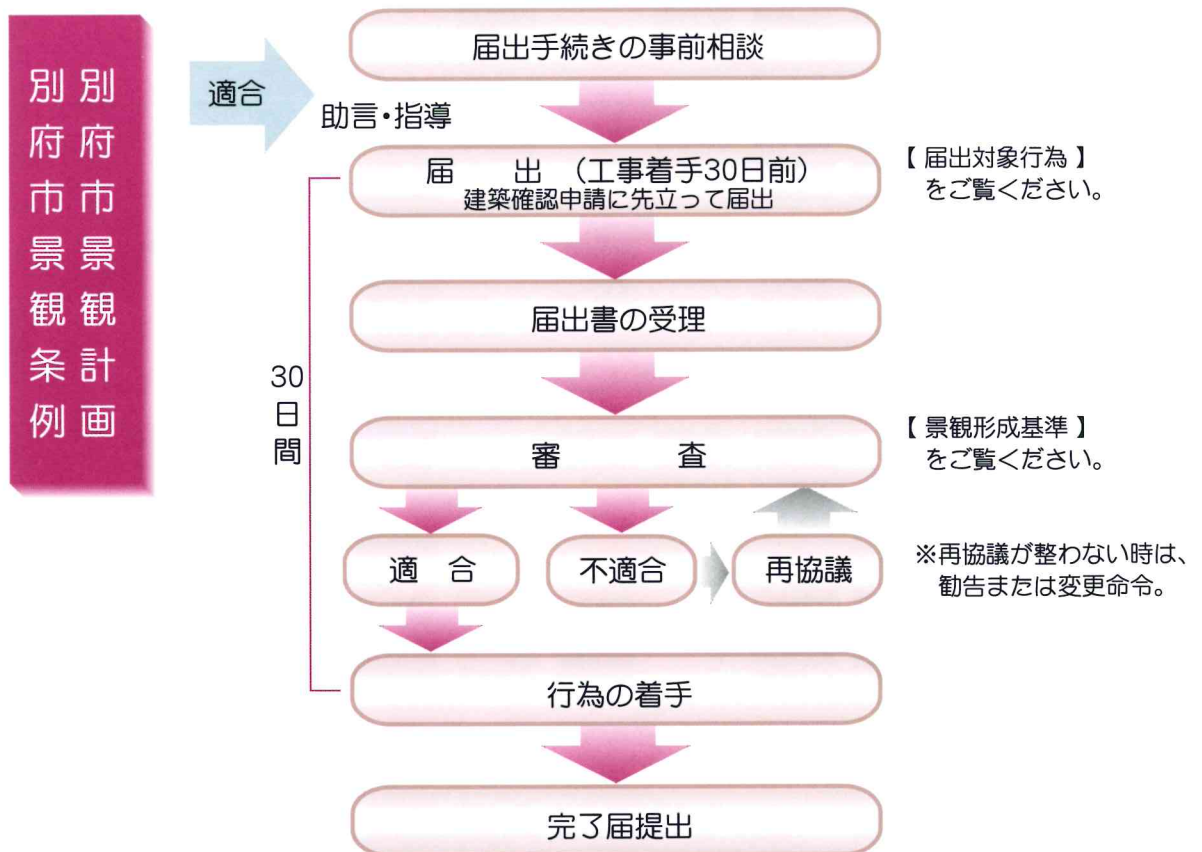 別府市景観計画
別府市景観条例
適合
届出手続きの事前相談
助言・指導
届　　出　（工事着手30日前）
建築確認申請に先立って届出
【 届出対象行為 】
をご覧ください。
届出書の受理
30
日
間
審　　　　査
【 景観形成基準 】
をご覧ください。
適　合
不適合
再協議
※再協議が整わない時は、
勧告または変更命令。
行為の着手
完了届提出